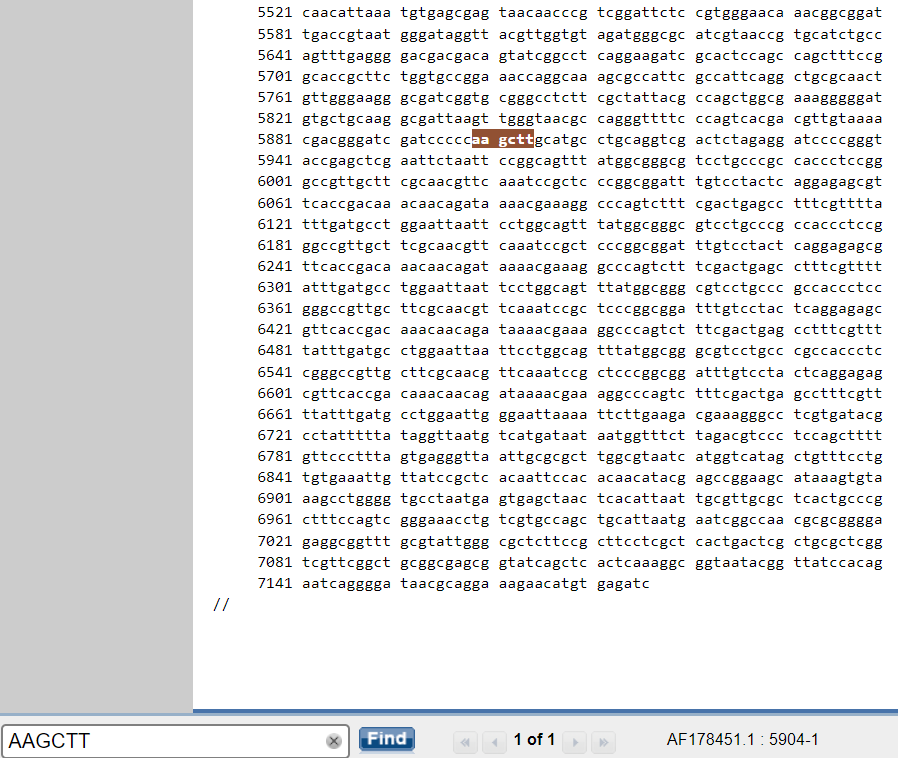 5521 caacattaaa tgtgagcgag taacaacccg tcggattctc cgtgggaaca aacggcggat
5581 tgaccgtaat gggataggtt acgttggtgt agatgggcgc atcgtaaccg tgcatctgcc
5641 agtttgaggg gacgacgaca gtatcggcct caggaagatc gcactccagc cagctttccg
5701 gcaccgcttc tggtgccgga aaccaggcaa agcgccattc gccattcagg ctgcgcaact
5761 gttgggaagg gcgatcggtg cgggcctctt cgctattacg ccagctggcg aaagggggat
5821 gtgctgcaag gcgattaagt tgggtaacgc cagggttttc ccagtcacga cgttgtaaaa
5881 cgacgggatc gatcccccaa gcttgcatgc ctgcaggtcg actctagagg atccccgggt
5941 accgagctcg aattctaatt ccggcagttt atggcgggcg tcctgcccgc caccctccgg
6001 gccgttgctt cgcaacgttc aaatccgctc ccggcggatt tgtcctactc aggagagcgt
6061 tcaccgacaa acaacagata aaacgaaagg cccagtcttt cgactgagcc tttcgtttta
6121 tttgatgcct ggaattaatt cctggcagtt tatggcgggc gtcctgcccg ccaccctccg
6181 ggccgttgct tcgcaacgtt caaatccgct cccggcggat ttgtcctact caggagagcg
6241 ttcaccgaca aacaacagat aaaacgaaag gcccagtctt tcgactgagc ctttcgtttt
6301 atttgatgcc tggaattaat tcctggcagt ttatggcggg cgtcctgccc gccaccctcc
6361 gggccgttgc ttcgcaacgt tcaaatccgc tcccggcgga tttgtcctac tcaggagagc
6421 gttcaccgac aaacaacaga taaaacgaaa ggcccagtct ttcgactgag cctttcgttt
6481 tatttgatgc ctggaattaa ttcctggcag tttatggcgg gcgtcctgcc cgccaccctc
6541 cgggccgttg cttcgcaacg ttcaaatccg ctcccggcgg atttgtccta ctcaggagag
6601 cgttcaccga caaacaacag ataaaacgaa aggcccagtc tttcgactga gcctttcgtt
6661 ttatttgatg cctggaattg ggaattaaaa ttcttgaaga cgaaagggcc tcgtgatacg
6721 cctattttta taggttaatg tcatgataat aatggtttct tagacgtccc tccagctttt
6781 gttcccttta gtgagggtta attgcgcgct tggcgtaatc atggtcatag ctgtttcctg
6841 tgtgaaattg ttatccgctc acaattccac acaacatacg agccggaagc ataaagtgta
6901 aagcctgggg tgcctaatga gtgagctaac tcacattaat tgcgttgcgc tcactgcccg
6961 ctttccagtc gggaaacctg tcgtgccagc tgcattaatg aatcggccaa cgcgcgggga
7021 gaggcggttt gcgtattggg cgctcttccg cttcctcgct cactgactcg ctgcgctcgg
7081 tcgttcggct gcggcgagcg gtatcagctc actcaaaggc ggtaatacgg ttatccacag
7141 aatcagggga taacgcagga aagaacatgt gagatc
//
AAGCTT Find 1 of 1 AF178451.1 : 5904-1